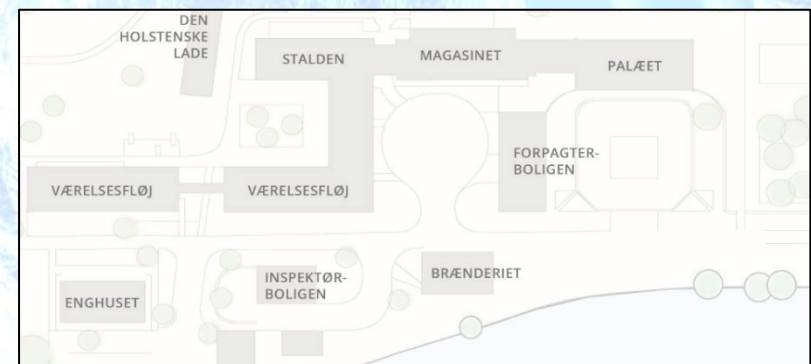 DEN
HOLSTENSKE
LADE
STALDEN
MAGASINET
PALÆET
FORPAGTER-
BOLIGEN
VÆRELSESFLØJ
VÆRELSESFLØJ
INSPEKTØR-
BOLIGEN
BRÆNDERIET
ENGHUSET